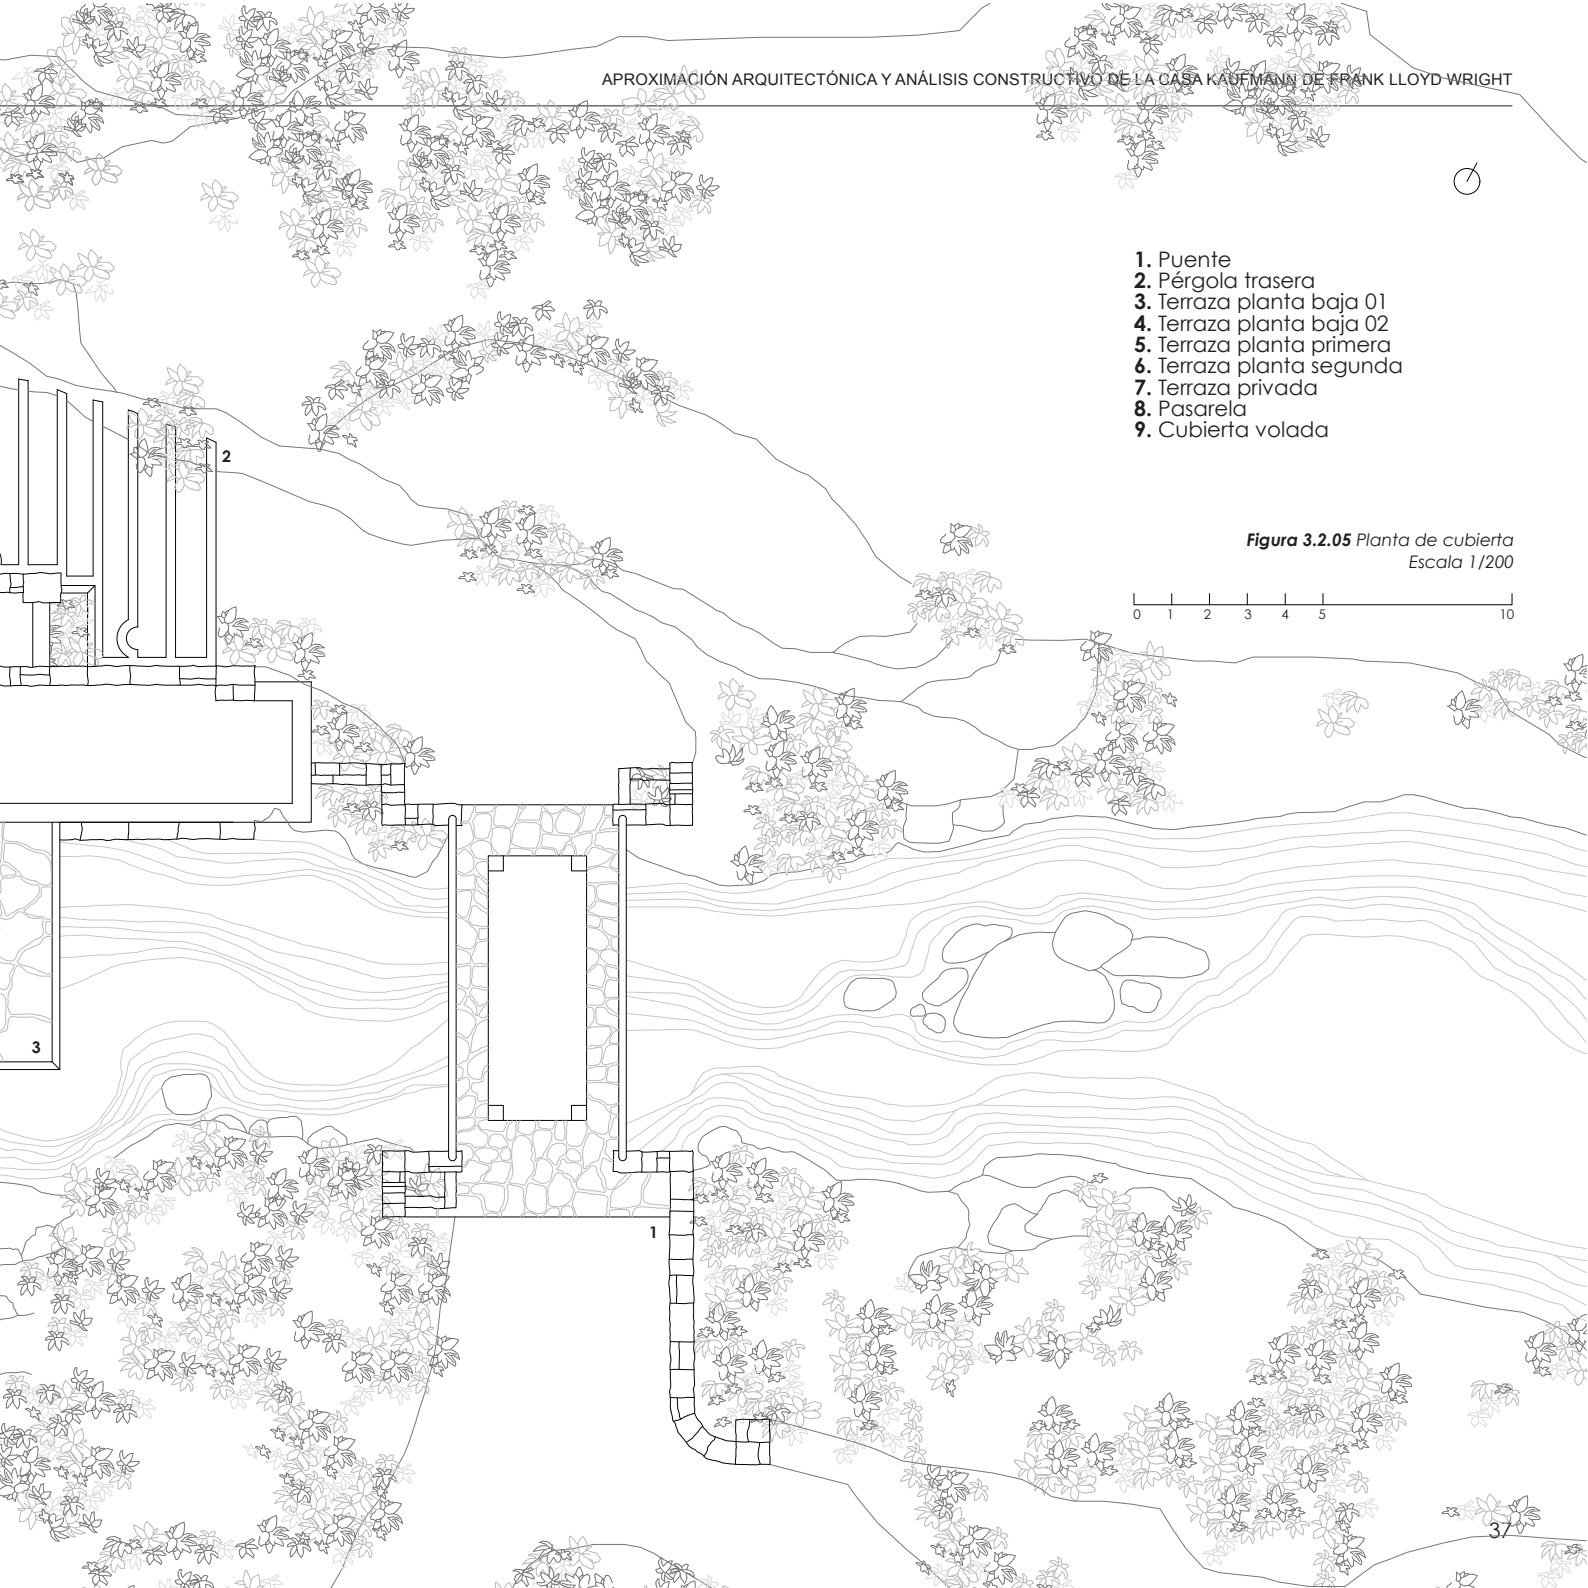 APROXIMACIÓN ARQUITECTÓNICA Y ANÁLISIS CONSTRUCTIVO DE LA CASA KAUFMANN DE FRANK LLOYD WRIGHT
1. Puente
2. Pérgola trasera
3. Terraza planta baja 01
4. Terraza planta baja 02
5. Terraza planta primera
6. Terraza planta segunda
7. Terraza privada
8. Pasarela
9. Cubierta volada
2
Figura 3.2.05 Planta de cubierta
Escala 1/200
0 1 2 3 4 5 10
3
1
37